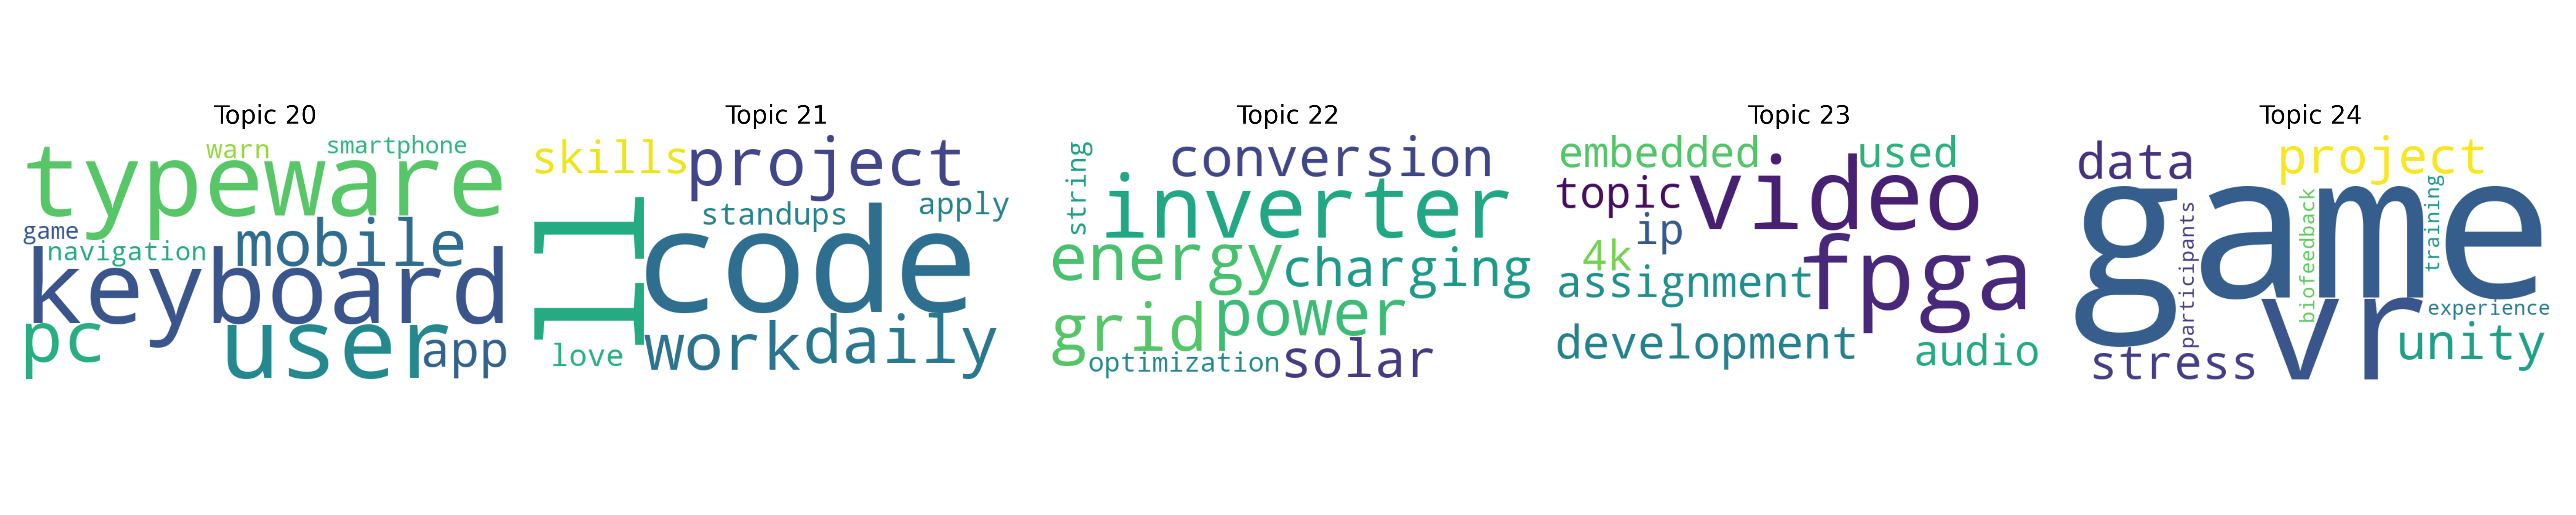 Topic 20
warn
smartphone
typeware
game
navigation
mobile
keyboard
pc
user
app
Topic 21
skills
project
standups
apply
ll
code
love
work
daily
Topic 22
string
conversion
inverter
energy
charging
grid
power
optimization
solar
Topic 23
embedded
used
topic
video
ip
4k
assignment
fpga
development
audio
Topic 24
data
project
game
participants
biofeedback
training
vr
experience
stress
unity